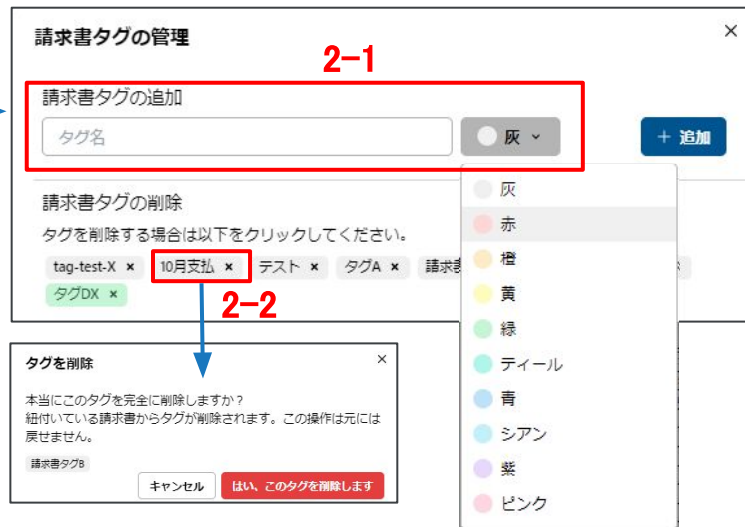 請求書タグの管理
×
2-1
請求書タグの追加
タグ名
灰
+ 追加
請求書タグの削除
タグを削除する場合は以下をクリックしてください。
tag-test-X × 10月支払 × テスト × タグA × 請求
タグDX ×
2-2
灰
赤
橙
黄
緑
ティール
青
シアン
紫
ピンク
タグを削除
×
本当にこのタグを完全に削除しますか？
紐付いている請求書からタグが削除されます。この操作は元には
戻せません。
請求書タグB
キャンセル はい、このタグを削除します